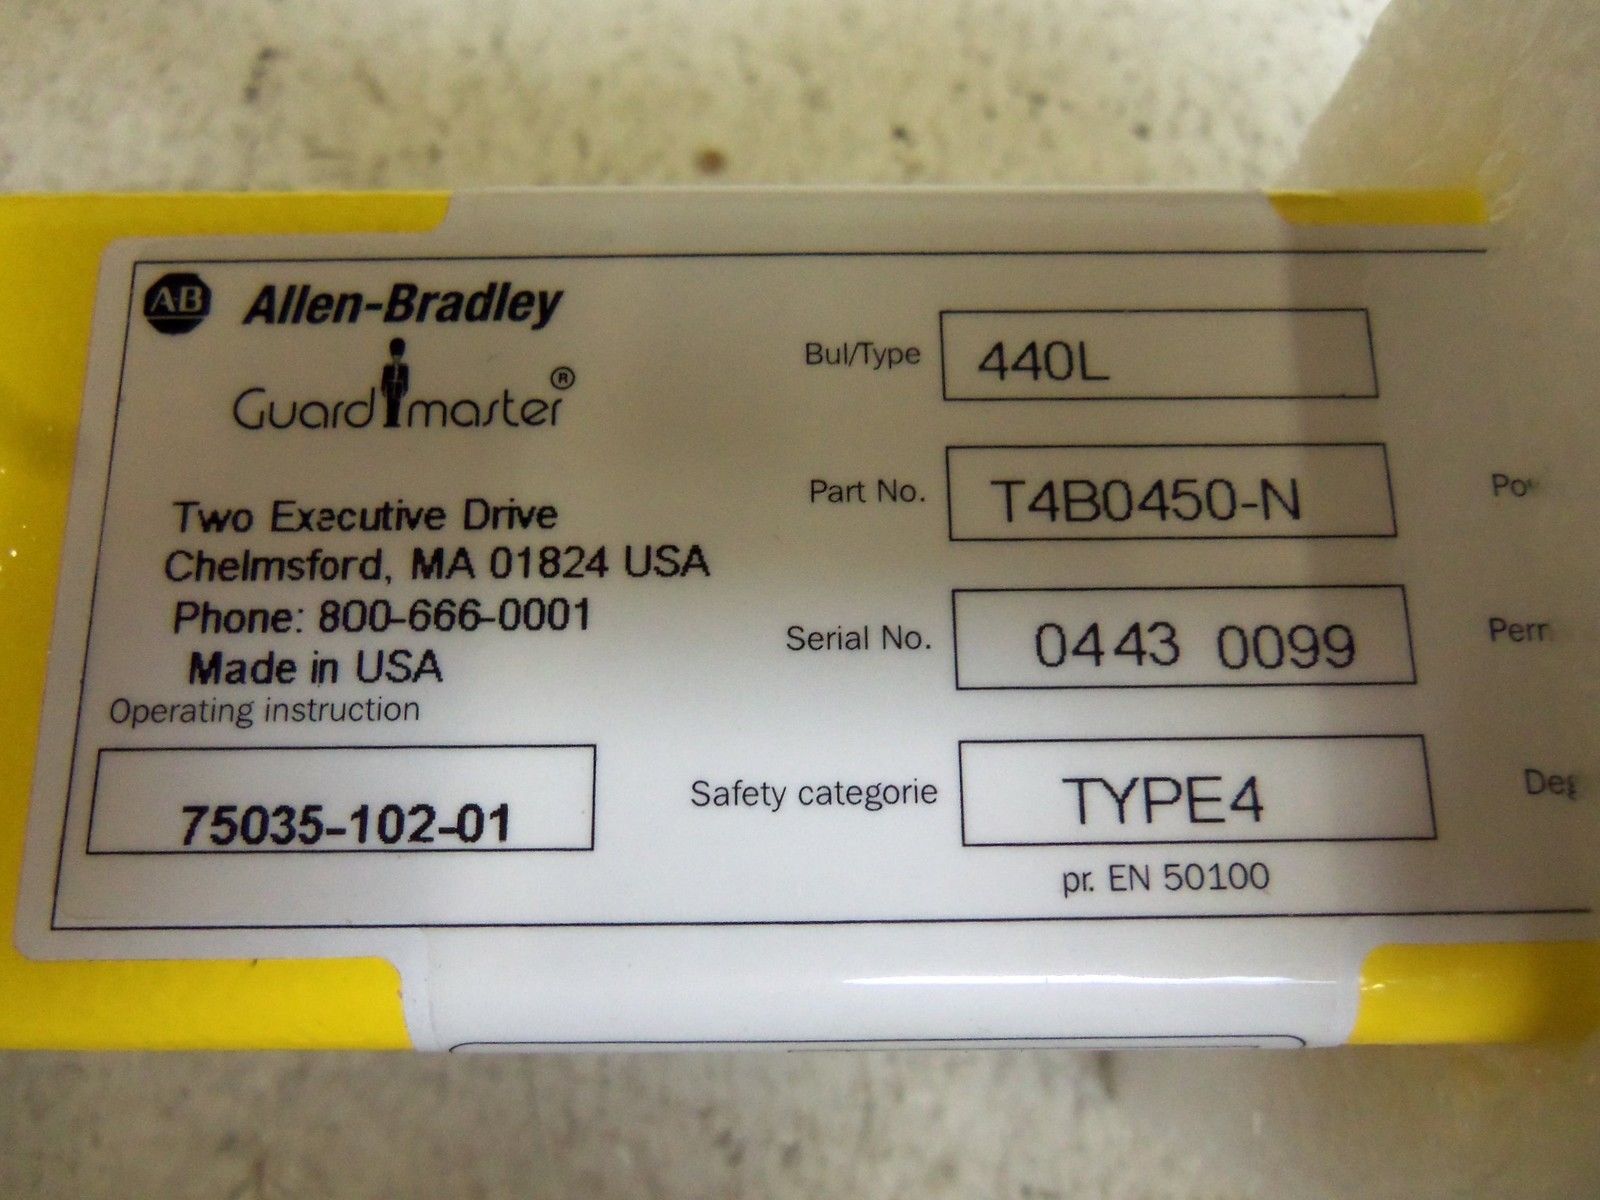 AB Allen-Bradley
Guardmaster®
Two Executive Drive
Chelmsford, MA 01824 USA
Phone: 800-666-0001
Made in USA
Operating instruction
75035-102-01
Bul/Type 440L
Part No. T4B0450-N
Serial No. 0443 0099
Safety categorie TYPE4
pr. EN 50100